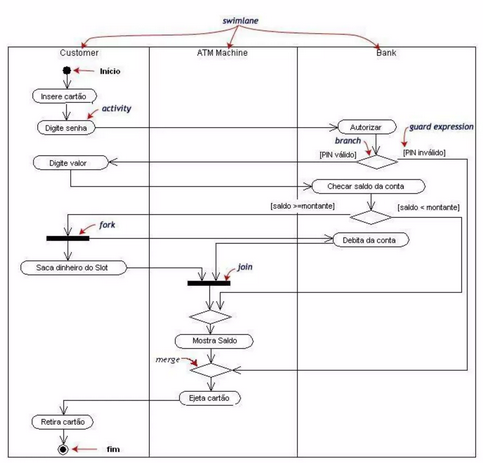 swimlane
Customer
ATM Machine
Bank
Início
Insere cartão
activity
Digite senha
Autorizar
guard expression
branch
[PIN válido]
[PIN inválido]
Digite valor
Checar saldo da conta
[saldo >=montante]
[saldo < montante]
fork
Debita da conta
Saca dinheiro do Slot
join
Mostra Saldo
merge
Ejeta cartão
Retira cartão
fim